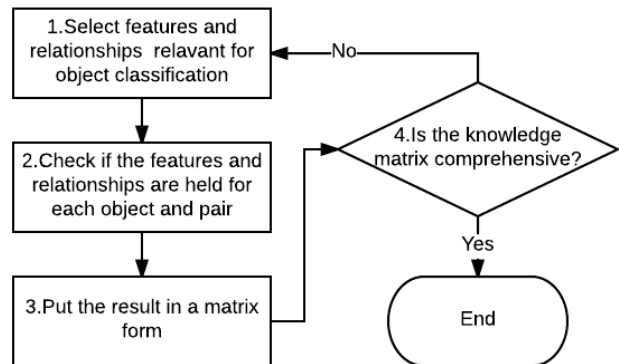 1.Select features and
relationships relavant for
object classification
2.Check if the features and
relationships are held for
each object and pair
3.Put the result in a matrix
form
No
4.Is the knowledge
matrix comprehensive?
Yes
End